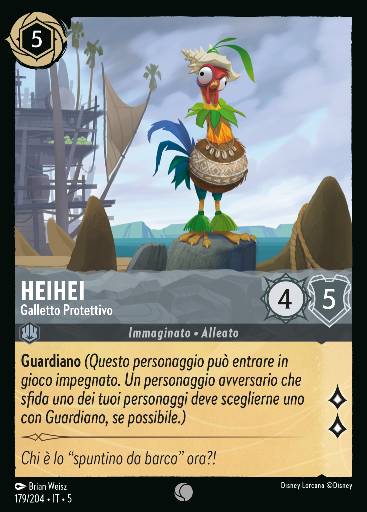 5
HEIHEI
Galletto Protettivo
4
5
Immaginato • Alleato
Guardiano (Questo personaggio può entrare in
gioco impegnato. Un personaggio avversario che
sfida uno dei tuoi personaggi deve sceglierne uno
con Guardiano, se possibile.)
Chi è lo "spuntino da barco" ora?!
Brian Weisz
Disney Lorcana ©Disney
179/204 • IT • 5